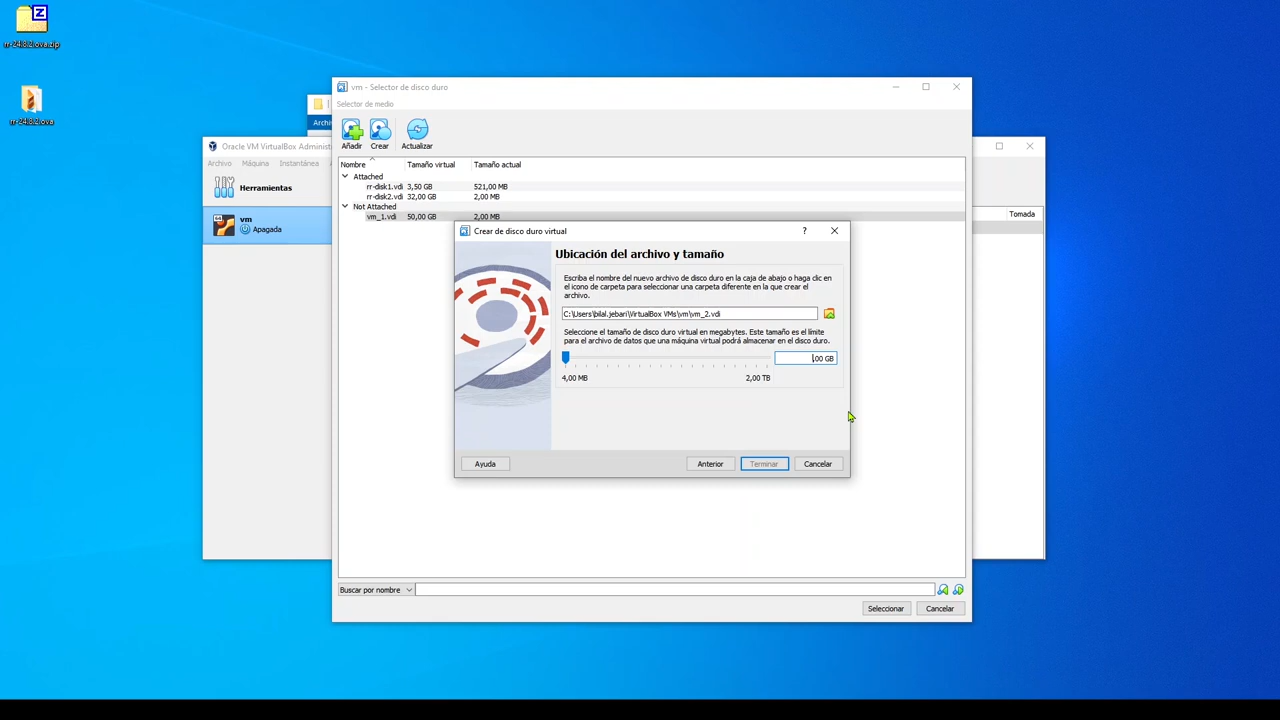 rr-24.8.2.ova.zip
rr-24.8.2.ova
vm - Selector de disco duro
Selector de medio
Añadir Crear Actualizar
Archi
Oracle VM VirtualBox Administ
Archivo Máquina Instantánea
Herramientas
vm
Apagada
Nombre Tamaño virtual Tamaño actual
Attached
rr-disk1.vdi 3,50 GB 521,00 MB
rr-disk2.vdi 32,00 GB 2,00 MB
Not Attached
vm_1.vdi 50,00 GB 2,00 MB
Tomada
Crear de disco duro virtual ?
Ubicación del archivo y tamaño
Escriba el nombre del nuevo archivo de disco duro en la caja de abajo o haga clic en
el icono de carpeta para seleccionar una carpeta diferente en la que crear el
archivo.
C:\Users\bilal.jebari\VirtualBox VMs\vm\vm_2.vdi
Seleccione el tamaño de disco duro virtual en megabytes. Este tamaño es el límite
para el archivo de datos que una máquina virtual podrá almacenar en el disco duro.
,00 GB
4,00 MB 2,00 TB
Ayuda Anterior Terminar Cancelar
Buscar por nombre
Seleccionar Cancelar